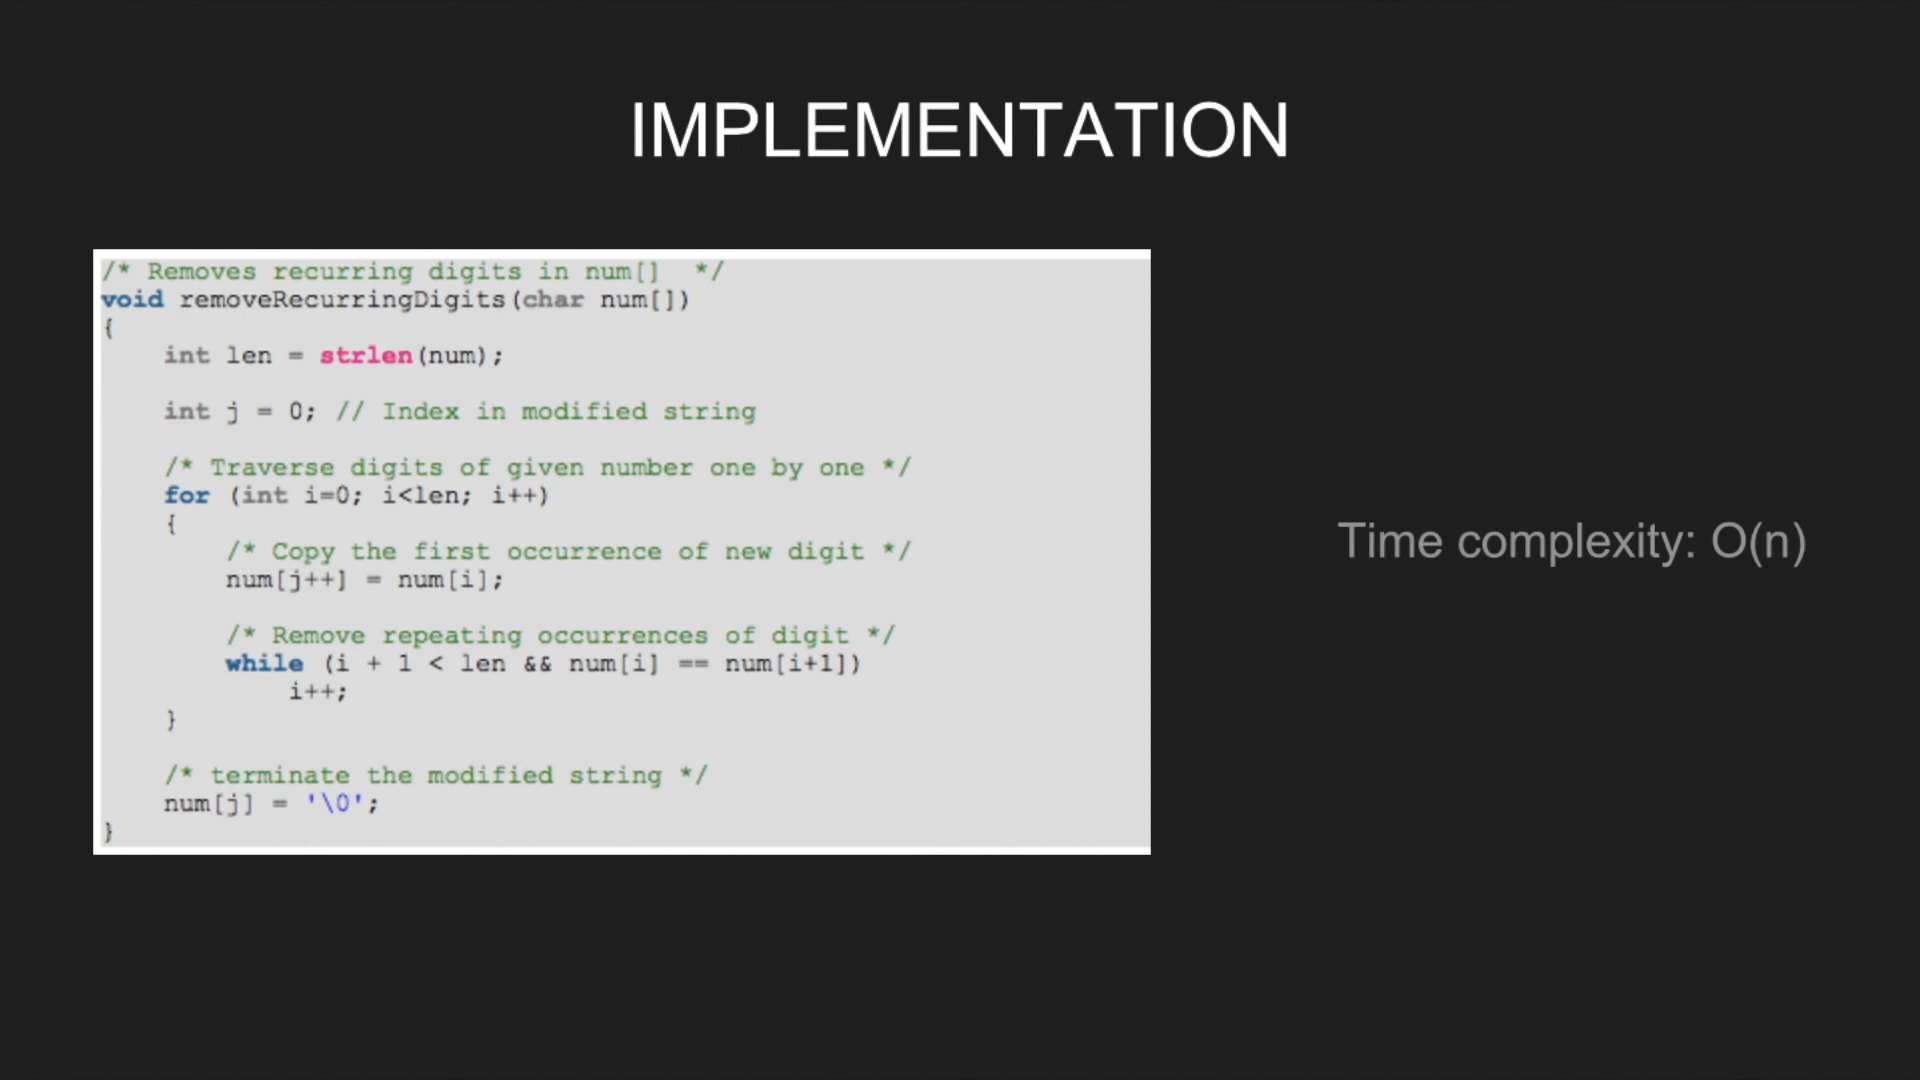 IMPLEMENTATION
/* Removes recurring digits in num[]  */
void removeRecurringDigits(char num[])
{
    int len = strlen(num);
    int j = 0; // Index in modified string
    /* Traverse digits of given number one by one */
    for (int i=0; i<len; i++)
    {
        /* Copy the first occurrence of new digit */
        num[j++] = num[i];
        /* Remove repeating occurrences of digit */
        while (i + 1 < len && num[i] == num[i+1])
            i++;
    }
    /* terminate the modified string */
    num[j] = '\0';
}
Time complexity: O(n)